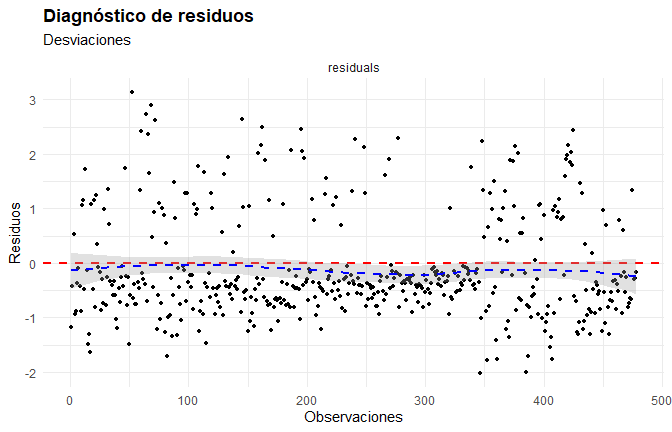 Diagnóstico de residuos
Desviaciones
residuals
3
2
1
0
-1
-2
Residuos
0
100
200
300
400
500
Observaciones